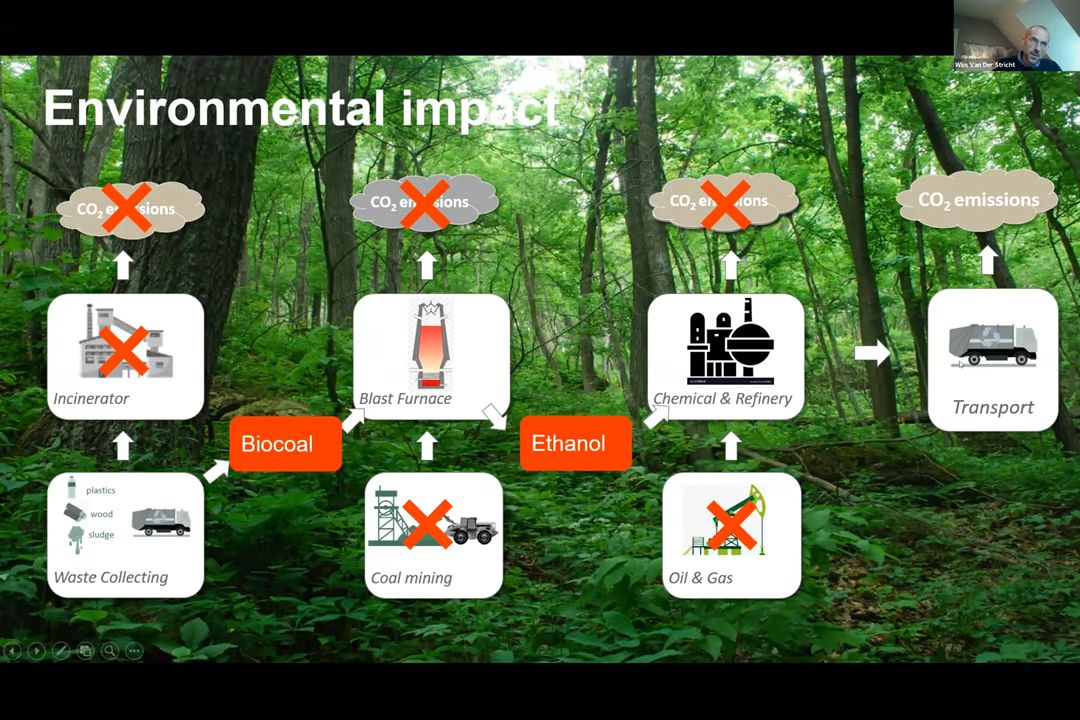 Wim Van Der Stricht
Environmental impact
CO2 emissions
CO2 emissions
CO2 emissions
CO2 emissions
Incinerator
Blast Furnace
Chemical & Refinery
Transport
Biocoal
Ethanol
plastics
wood
sludge
Waste Collecting
Coal mining
Oil & Gas